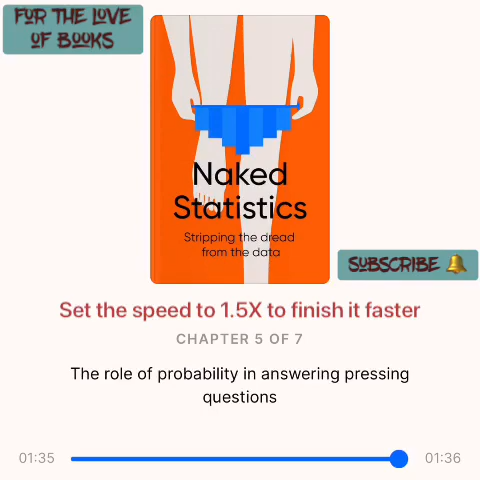 FOR THE LOVE
OF BOOKS
Naked
Statistics
Stripping the dread
from the data
SUBSCRIBE
Set the speed to 1.5X to finish it faster
CHAPTER 5 OF 7
The role of probability in answering pressing
questions
01:35
01:36